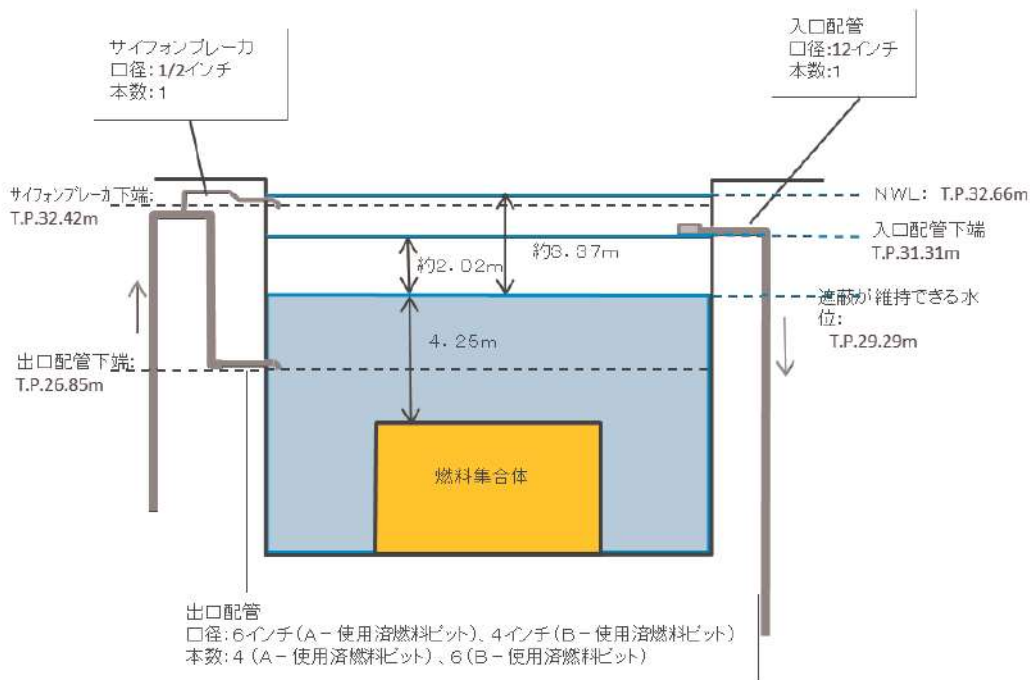 サイフォンブレーカ
口径:1/2インチ
本数:1
入口配管
口径:12インチ
本数:1
サイフォンブレーカ下端:
T.P.32.42m
NWL: T.P.32.66m
入口配管下端
T.P.31.31m
約3.37m
約2.02m
遮蔽が維持できる水
位:
T.P.29.29m
4.25m
出口配管下端:
T.P.26.85m
燃料集合体
出口配管
口径:6インチ(A-使用済燃料ピット)、4インチ(B-使用済燃料ピット)
本数:4(A-使用済燃料ピット)、6(B-使用済燃料ピット)